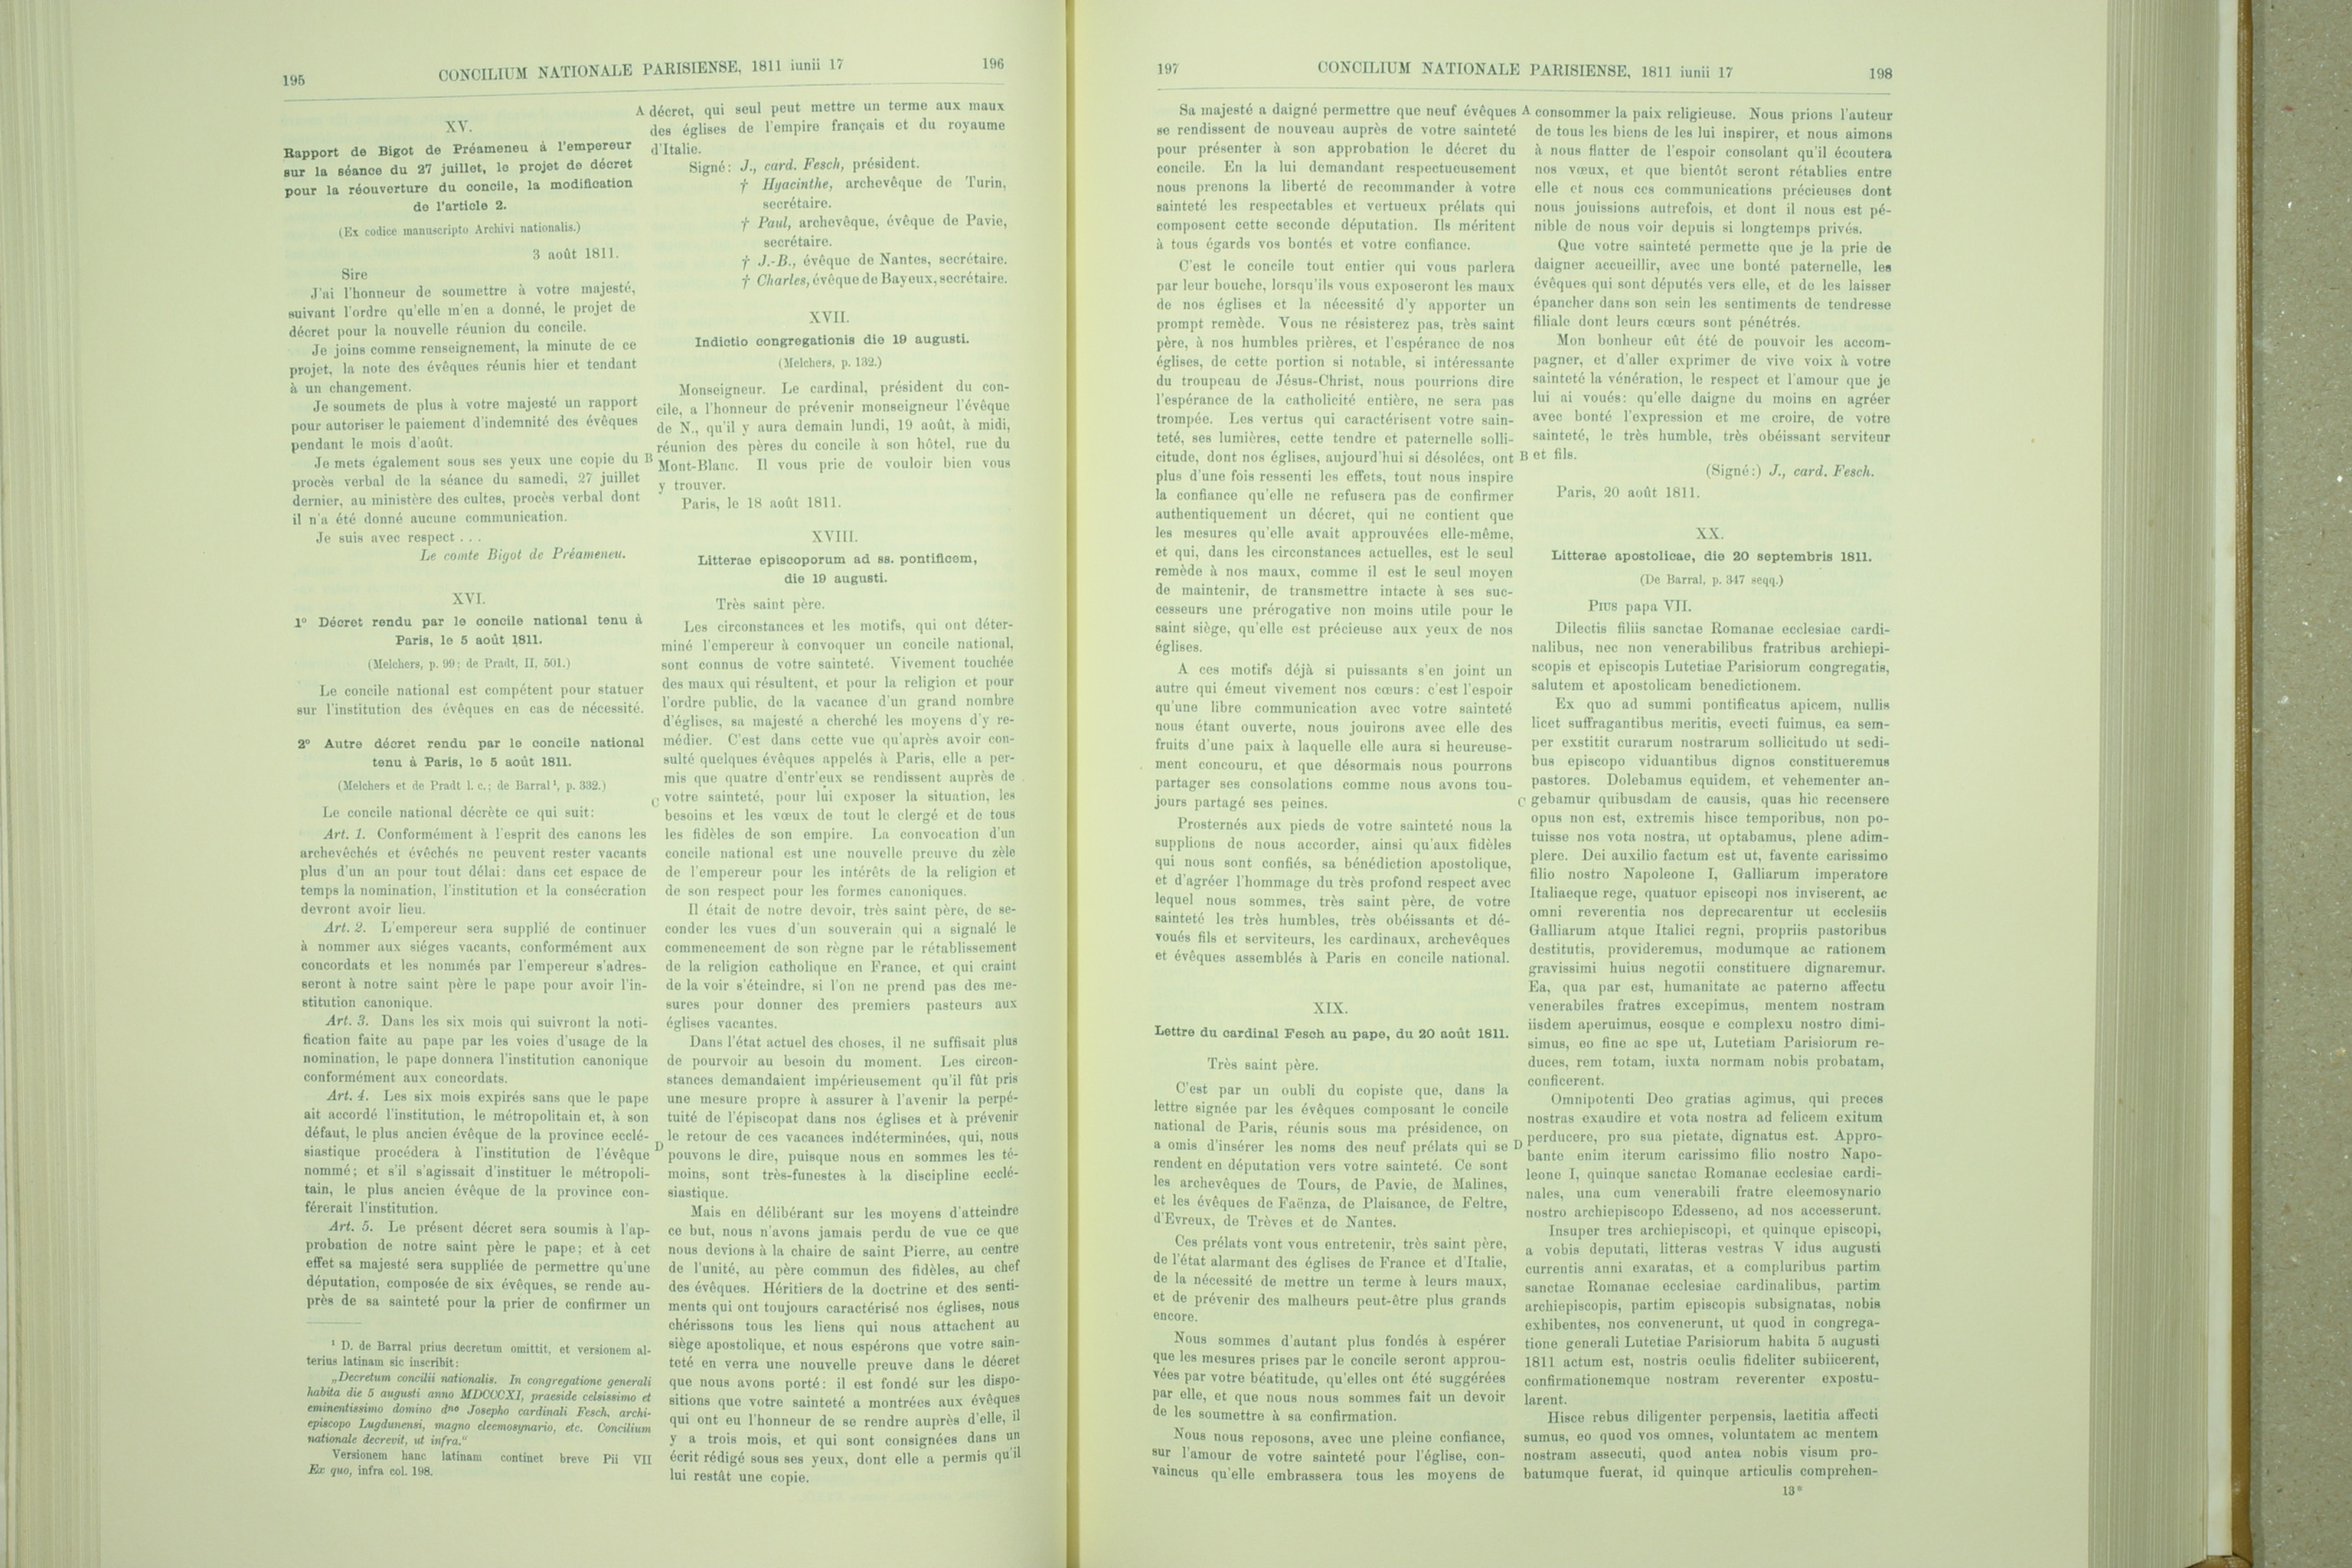 195
CONCILIUM NATIONALE PARISIENSE, 1811 iunii 17
196
XV.
Rapport de Bigot de Préameneu à l'empereur
sur la séance du 27 juillet, le projet de décret
pour la réouverture du concile, la modification
de l'article 2.
(Ex codice manuscripto Archivi nationalis.)
3 août 1811.
Sire
J'ai l'honneur de soumettre à votre majesté,
suivant l'ordre qu'elle m'en a donné, le projet de
décret pour la nouvelle réunion du concile.
Je joins comme renseignement, la minute de ce
projet, la note des évêques réunis hier et tendant
à un changement.
Je soumets de plus à votre majesté un rapport
pour autoriser le paiement d'indemnité des évêques
pendant le mois d'août.
Je mets également sous ses yeux une copie du
procès verbal de la séance du samedi, 27 juillet
dernier, au ministère des cultes, procès verbal dont
il n'a été donné aucune communication.
Je suis avec respect . . .
Le comte Bigot de Préameneu.
XVI.
1º Décret rendu par le concile national tenu à
Paris, le 5 août 1811.
(Melchers, p. 99; de Pradt, II, 501.)
Le concile national est compétent pour statuer
sur l'institution des évêques en cas de nécessité.
2º Autre décret rendu par le concile national
tenu à Paris, le 5 août 1811.
(Melchers et de Pradt l. c.; de Barral¹, p. 332.)
Le concile national décrète ce qui suit:
Art. 1. Conformément à l'esprit des canons les
archevêchés et évêchés ne peuvent rester vacants
plus d'un an pour tout délai: dans cet espace de
temps la nomination, l'institution et la consécration
devront avoir lieu.
Art. 2. L'empereur sera supplié de continuer
à nommer aux siéges vacants, conformément aux
concordats et les nommés par l'empereur s'adres-
seront à notre saint père le pape pour avoir l'in-
stitution canonique.
Art. 3. Dans les six mois qui suivront la noti-
fication faite au pape par les voies d'usage de la
nomination, le pape donnera l'institution canonique
conformément aux concordats.
Art. 4. Les six mois expirés sans que le pape
ait accordé l'institution, le métropolitain et, à son
défaut, le plus ancien évêque de la province ecclé-
siastique procédera à l'institution de l'évêque
nommé; et s'il s'agissait d'instituer le métropoli-
tain, le plus ancien évêque de la province con-
férerait l'institution.
Art. 5. Le présent décret sera soumis à l'ap-
probation de notre saint père le pape; et à cet
effet sa majesté sera suppliée de permettre qu'une
députation, composée de six évêques, se rende au-
près de sa sainteté pour la prier de confirmer un
¹ D. de Barral prius decretum omittit, et versionem al-
terius latinam sic inscribit:
„Decretum concilii nationalis. In congregatione generali
habita die 5 augusti anno MDCCCXI, praeside celsissimo et
eminentissimo domino dno Josepho cardinali Fesch, archi-
episcopo Lugdunensi, magno eleemosynario, etc. Concilium
nationale decrevit, ut infra.“
Versionem hanc latinam continet breve Pii VII
Ex quo, infra col. 198.
A décret, qui seul peut mettre un terme aux maux
des églises de l'empire français et du royaume
d'Italie.
Signé: J., card. Fesch, président.
† Hyacinthe, archevêque de Turin,
secrétaire.
† Paul, archevêque, évêque de Pavie,
secrétaire.
† J.-B., évêque de Nantes, secrétaire.
† Charles, évêque de Bayeux, secrétaire.
XVII.
Indictio congregationis die 19 augusti.
(Melchers, p. 132.)
Monseigneur. Le cardinal, président du con-
cile, a l'honneur de prévenir monseigneur l'évêque
de N., qu'il y aura demain lundi, 19 août, à midi,
réunion des pères du concile à son hôtel, rue du
B Mont-Blanc. Il vous prie de vouloir bien vous
y trouver.
Paris, le 18 août 1811.
XVIII.
Litterae episcoporum ad ss. pontificem,
die 19 augusti.
Très saint père.
Les circonstances et les motifs, qui ont déter-
miné l'empereur à convoquer un concile national,
sont connus de votre sainteté. Vivement touchée
des maux qui résultent, et pour la religion et pour
l'ordre public, de la vacance d'un grand nombre
d'églises, sa majesté a cherché les moyens d'y re-
médier. C'est dans cette vue qu'après avoir con-
sulté quelques évêques appelés à Paris, elle a per-
mis que quatre d'entr'eux se rendissent auprès de
C votre sainteté, pour lui exposer la situation, les
besoins et les vœux de tout le clergé et de tous
les fidèles de son empire. La convocation d'un
concile national est une nouvelle preuve du zèle
de l'empereur pour les intérêts de la religion et
de son respect pour les formes canoniques.
Il était de notre devoir, très saint père, de se-
conder les vues d'un souverain qui a signalé le
commencement de son règne par le rétablissement
de la religion catholique en France, et qui craint
de la voir s'éteindre, si l'on ne prend pas des me-
sures pour donner des premiers pasteurs aux
églises vacantes.
Dans l'état actuel des choses, il ne suffisait plus
de pourvoir au besoin du moment. Les circon-
stances demandaient impérieusement qu'il fût pris
une mesure propre à assurer à l'avenir la perpé-
tuité de l'épiscopat dans nos églises et à prévenir
D le retour de ces vacances indéterminées, qui, nous
pouvons le dire, puisque nous en sommes les té-
moins, sont très-funestes à la discipline ecclé-
siastique.
Mais en délibérant sur les moyens d'atteindre
ce but, nous n'avons jamais perdu de vue ce que
nous devions à la chaire de saint Pierre, au centre
de l'unité, au père commun des fidèles, au chef
des évêques. Héritiers de la doctrine et des senti-
ments qui ont toujours caractérisé nos églises, nous
chérissons tous les liens qui nous attachent au
siège apostolique, et nous espérons que votre sain-
teté en verra une nouvelle preuve dans le décret
que nous avons porté: il est fondé sur les dispo-
sitions que votre sainteté a montrées aux évêques
qui ont eu l'honneur de se rendre auprès d'elle, il
y a trois mois, et qui sont consignées dans un
écrit rédigé sous ses yeux, dont elle a permis qu'il
lui restât une copie.
197
CONCILIUM NATIONALE PARISIENSE, 1811 iunii 17
198
Sa majesté a daigné permettre que neuf évêques
se rendissent de nouveau auprès de votre sainteté
pour présenter à son approbation le décret du
concile. En la lui demandant respectueusement
nous prenons la liberté de recommander à votre
sainteté les respectables et vertueux prélats qui
composent cette seconde députation. Ils méritent
à tous égards vos bontés et votre confiance.
C'est le concile tout entier qui vous parlera
par leur bouche, lorsqu'ils vous exposeront les maux
de nos églises et la nécessité d'y apporter un
prompt remède. Vous ne résisterez pas, très saint
père, à nos humbles prières, et l'espérance de nos
églises, de cette portion si notable, si intéressante
du troupeau de Jésus-Christ, nous pourrions dire
l'espérance de la catholicité entière, ne sera pas
trompée. Les vertus qui caractérisent votre sain-
teté, ses lumières, cette tendre et paternelle solli-
citude, dont nos églises, aujourd'hui si désolées, ont
plus d'une fois ressenti les effets, tout nous inspire
la confiance qu'elle ne refusera pas de confirmer
authentiquement un décret, qui ne contient que
les mesures qu'elle avait approuvées elle-même,
et qui, dans les circonstances actuelles, est le seul
remède à nos maux, comme il est le seul moyen
de maintenir, de transmettre intacte à ses suc-
cesseurs une prérogative non moins utile pour le
saint siège, qu'elle est précieuse aux yeux de nos
églises.
A ces motifs déjà si puissants s'en joint un
autre qui émeut vivement nos cœurs: c'est l'espoir
qu'une libre communication avec votre sainteté
nous étant ouverte, nous jouirons avec elle des
fruits d'une paix à laquelle elle aura si heureuse-
ment concouru, et que désormais nous pourrons
partager ses consolations comme nous avons tou-
jours partagé ses peines.
Prosternés aux pieds de votre sainteté nous la
supplions de nous accorder, ainsi qu'aux fidèles
qui nous sont confiés, sa bénédiction apostolique,
et d'agréer l'hommage du très profond respect avec
lequel nous sommes, très saint père, de votre
sainteté les très humbles, très obéissants et dé-
voués fils et serviteurs, les cardinaux, archevêques
et évêques assemblés à Paris en concile national.
XIX.
Lettre du cardinal Fesch au pape, du 20 août 1811.
Très saint père.
C'est par un oubli du copiste que, dans la
lettre signée par les évêques composant le concile
national de Paris, réunis sous ma présidence, on
a omis d'insérer les noms des neuf prélats qui se
rendent en députation vers votre sainteté. Ce sont
les archevêques de Tours, de Pavie, de Malines,
et les évêques de Faënza, de Plaisance, de Feltre,
d'Evreux, de Trèves et de Nantes.
Ces prélats vont vous entretenir, très saint père,
de l'état alarmant des églises de France et d'Italie,
de la nécessité de mettre un terme à leurs maux,
et de prévenir des malheurs peut-être plus grands
encore.
Nous sommes d'autant plus fondés à espérer
que les mesures prises par le concile seront approu-
vées par votre béatitude, qu'elles ont été suggérées
par elle, et que nous nous sommes fait un devoir
de les soumettre à sa confirmation.
Nous nous reposons, avec une pleine confiance,
sur l'amour de votre sainteté pour l'église, con-
vaincus qu'elle embrassera tous les moyens de
A consommer la paix religieuse. Nous prions l'auteur
de tous les biens de les lui inspirer, et nous aimons
à nous flatter de l'espoir consolant qu'il écoutera
nos vœux, et que bientôt seront rétablies entre
elle et nous ces communications précieuses dont
nous jouissions autrefois, et dont il nous est pé-
nible de nous voir depuis si longtemps privés.
Que votre sainteté permette que je la prie de
daigner accueillir, avec une bonté paternelle, les
évêques qui sont députés vers elle, et de les laisser
épancher dans son sein les sentiments de tendresse
filiale dont leurs cœurs sont pénétrés.
Mon bonheur eût été de pouvoir les accom-
pagner, et d'aller exprimer de vive voix à votre
sainteté la vénération, le respect et l'amour que je
lui ai voués: qu'elle daigne du moins en agréer
avec bonté l'expression et me croire, de votre
sainteté, le très humble, très obéissant serviteur
B et fils.
(Signé:) J., card. Fesch.
Paris, 20 août 1811.
XX.
Litterae apostolicae, die 20 septembris 1811.
(De Barral, p. 347 seqq.)
Pius papa VII.
Dilectis filiis sanctae Romanae ecclesiae cardi-
nalibus, nec non venerabilibus fratribus archiepi-
scopis et episcopis Lutetiae Parisiorum congregatis,
salutem et apostolicam benedictionem.
Ex quo ad summi pontificatus apicem, nullis
licet suffragantibus meritis, evecti fuimus, ea sem-
per exstitit curarum nostrarum sollicitudo ut sedi-
bus episcopo viduantibus dignos constitueremus
pastores. Dolebamus equidem, et vehementer an-
C gebamur quibusdam de causis, quas hic recensere
opus non est, extremis hisce temporibus, non po-
tuisse nos vota nostra, ut optabamus, plene adim-
plere. Dei auxilio factum est ut, favente carissimo
filio nostro Napoleone I, Galliarum imperatore
Italiaeque rege, quatuor episcopi nos inviserent, ac
omni reverentia nos deprecarentur ut ecclesiis
Galliarum atque Italici regni, propriis pastoribus
destitutis, provideremus, modumque ac rationem
gravissimi huius negotii constituere dignaremur.
Ea, qua par est, humanitate ac paterno affectu
venerabiles fratres excepimus, mentem nostram
iisdem aperuimus, eosque e complexu nostro dimi-
simus, eo fine ac spe ut, Lutetiam Parisiorum re-
duces, rem totam, iuxta normam nobis probatam,
conficerent.
Omnipotenti Deo gratias agimus, qui preces
nostras exaudire et vota nostra ad felicem exitum
D perducere, pro sua pietate, dignatus est. Appro-
bante enim iterum carissimo filio nostro Napo-
leone I, quinque sanctae Romanae ecclesiae cardi-
nales, una cum venerabili fratre eleemosynario
nostro archiepiscopo Edesseno, ad nos accesserunt.
Insuper tres archiepiscopi, et quinque episcopi,
a vobis deputati, litteras vestras V idus augusti
currentis anni exaratas, et a compluribus partim
sanctae Romanae ecclesiae cardinalibus, partim
archiepiscopis, partim episcopis subsignatas, nobis
exhibentes, nos convenerunt, ut quod in congrega-
tione generali Lutetiae Parisiorum habita 5 augusti
1811 actum est, nostris oculis fideliter subiicerent,
confirmationemque nostram reverenter expostu-
larent.
Hisce rebus diligenter perpensis, laetitia affecti
sumus, eo quod vos omnes, voluntatem ac mentem
nostram assecuti, quod antea nobis visum pro-
batumque fuerat, id quinque articulis comprehen-
13*